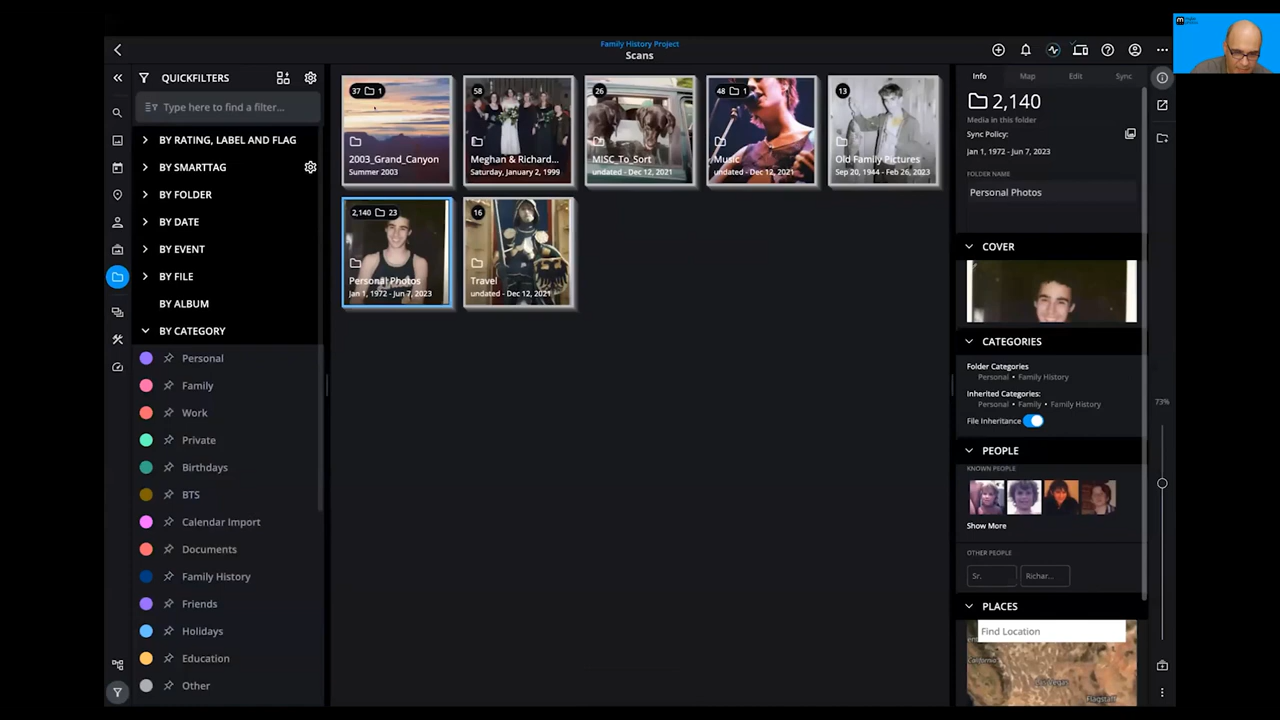 Family History Project
Scans
QUICKFILTERS
Type here to find a filter...
BY RATING, LABEL AND FLAG
BY SMARTTAG
BY FOLDER
BY DATE
BY EVENT
BY FILE
BY ALBUM
BY CATEGORY
Personal
Family
Work
Private
Birthdays
BTS
Calendar Import
Documents
Family History
Friends
Holidays
Education
Other
37 1
2003_Grand_Canyon
Summer 2003
58
Meghan & Richard...
Saturday, January 2, 1999
26
MISC_To_Sort
undated - Dec 12, 2021
48 1
Music
undated - Dec 12, 2021
13
Old Family Pictures
Sep 20, 1944 - Feb 26, 2023
2,140 23
Personal Photos
Jan 1, 1972 - Jun 7, 2023
16
Travel
undated - Dec 12, 2021
Info Map Edit Sync
2,140
Media in this folder
Sync Policy:
Jan 1, 1972 - Jun 7, 2023
FOLDER NAME
Personal Photos
COVER
CATEGORIES
Folder Categories
Personal • Family History
Inherited Categories:
Personal • Family • Family History
File Inheritance
PEOPLE
KNOWN PEOPLE
Show More
OTHER PEOPLE
Sr. Richar...
PLACES
Find Location
California
Las Vegas
Flagstaff
73%